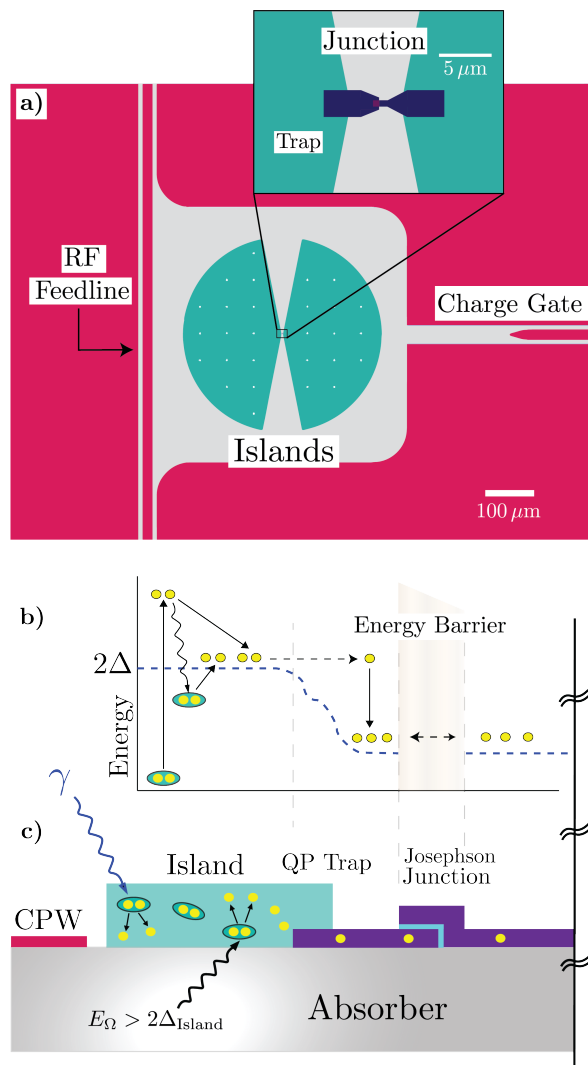 a)
Junction
5 μm
Trap
RF
Feedline
Charge Gate
Islands
100 μm
b)
Energy Barrier
2Δ
Energy
γ
c)
Island
QP Trap
Josephson
Junction
CPW
E_Ω > 2Δ_Island
Absorber